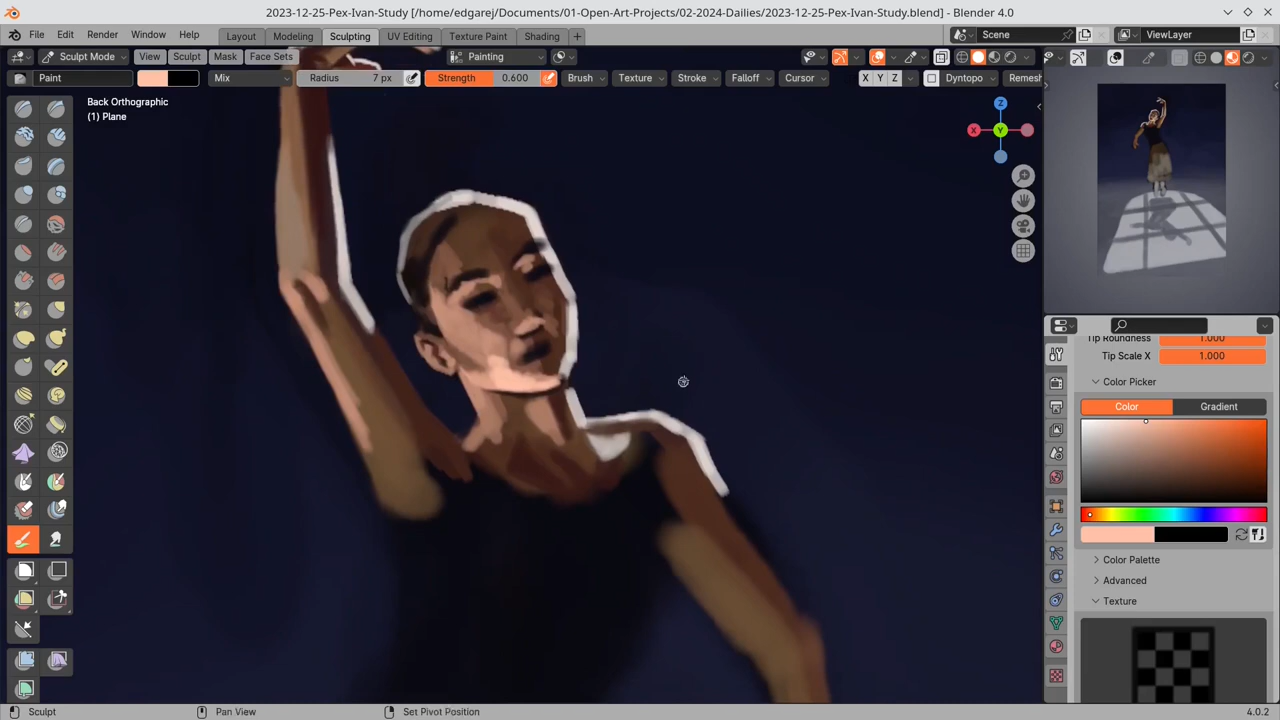 2023-12-25-Pex-Ivan-Study [/home/edgarej/Documents/01-Open-Art-Projects/02-2024-Dailies/2023-12-25-Pex-Ivan-Study.blend] - Blender 4.0
File Edit Render Window Help Layout Modeling Sculpting UV Editing Texture Paint Shading + Scene ViewLayer
Sculpt Mode View Sculpt Mask Face Sets Painting
Paint Mix Radius 7 px Strength 0.600 Brush Texture Stroke Falloff Cursor X Y Z Dyntopo Remesh
Back Orthographic
(1) Plane
Z
X Y
Tip Roundness 1.000
Tip Scale X 1.000
Color Picker
Color Gradient
Color Palette
Advanced
Texture
Sculpt Pan View Set Pivot Position 4.0.2